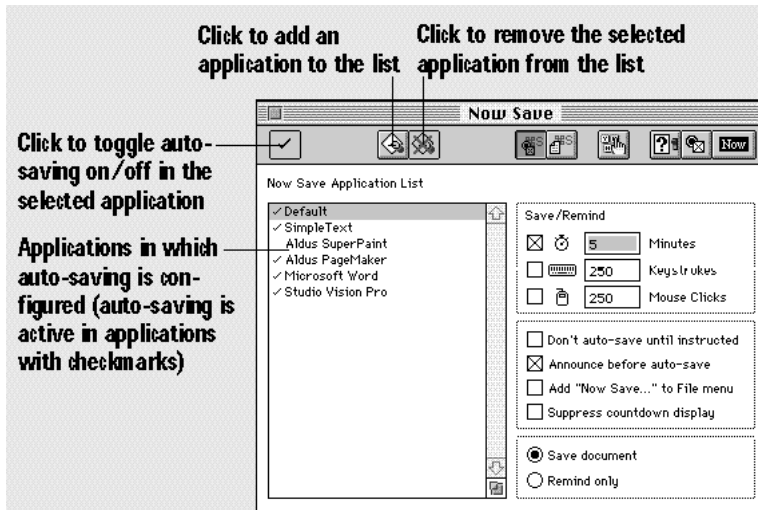 Click to add an
application to the list
Click to remove the selected
application from the list
Click to toggle auto-
saving on/off in the
selected application
Applications in which
auto-saving is con-
figured (auto-saving is
active in applications
with checkmarks)
Now Save
S
S
?
Now
Now Save Application List
✓ Default
✓ SimpleText
Aldus SuperPaint
✓ Aldus PageMaker
✓ Microsoft Word
✓ Studio Vision Pro
Save/Remind
5 Minutes
250 Keystrokes
250 Mouse Clicks
Don't auto-save until instructed
Announce before auto-save
Add "Now Save..." to File menu
Suppress countdown display
Save document
Remind only